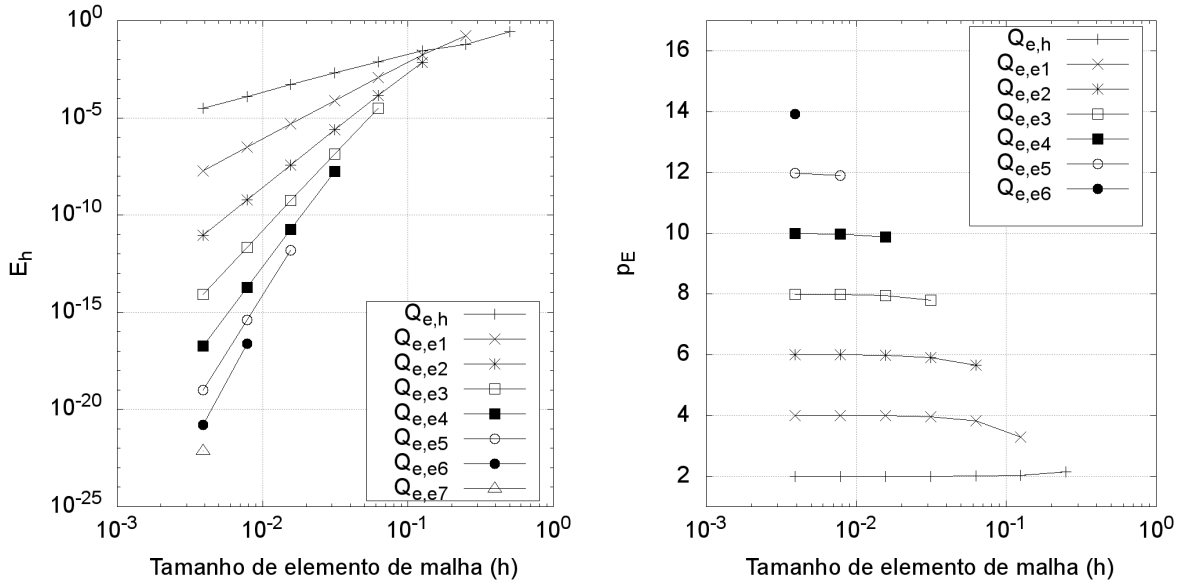 10^0
10^-5
10^-10
10^-15
10^-20
10^-25
E_h
Q_e,h
Q_e,e1
Q_e,e2
Q_e,e3
Q_e,e4
Q_e,e5
Q_e,e6
Q_e,e7
10^-3
10^-2
10^-1
10^0
Tamanho de elemento de malha (h)
16
14
12
10
8
6
4
2
p_E
Q_e,h
Q_e,e1
Q_e,e2
Q_e,e3
Q_e,e4
Q_e,e5
Q_e,e6
10^-3
10^-2
10^-1
10^0
Tamanho de elemento de malha (h)